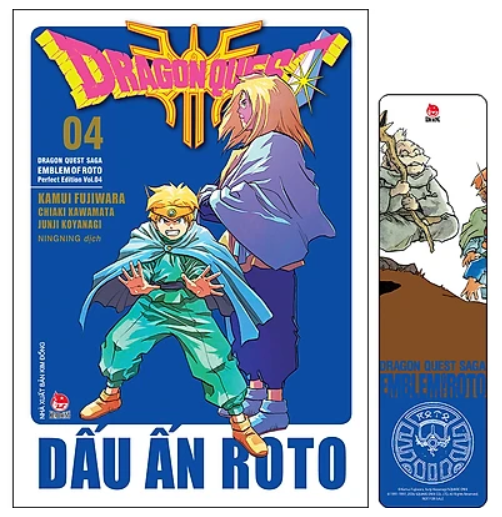 DRAGON QUEST
04
DRAGON QUEST SAGA
EMBLEM OF ROTO
Perfect Edition Vol.04
KAMUI FUJIWARA
CHIAKI KAWAMATA
JUNJI KOYANAGI
NINGNING dịch
NHÀ XUẤT BẢN KIM ĐỒNG
DẤU ẤN ROTO
DRAGON QUEST SAGA
EMBLEM OF ROTO